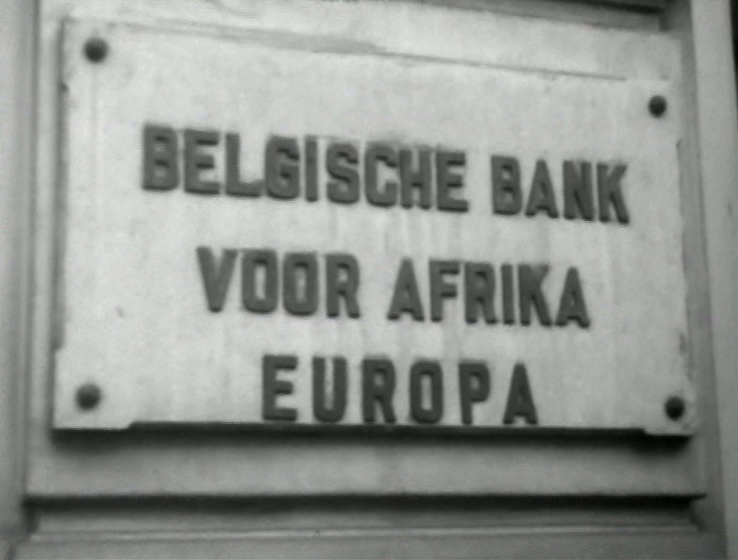 BELGISCHE BANK
VOOR AFRIKA
EUROPA